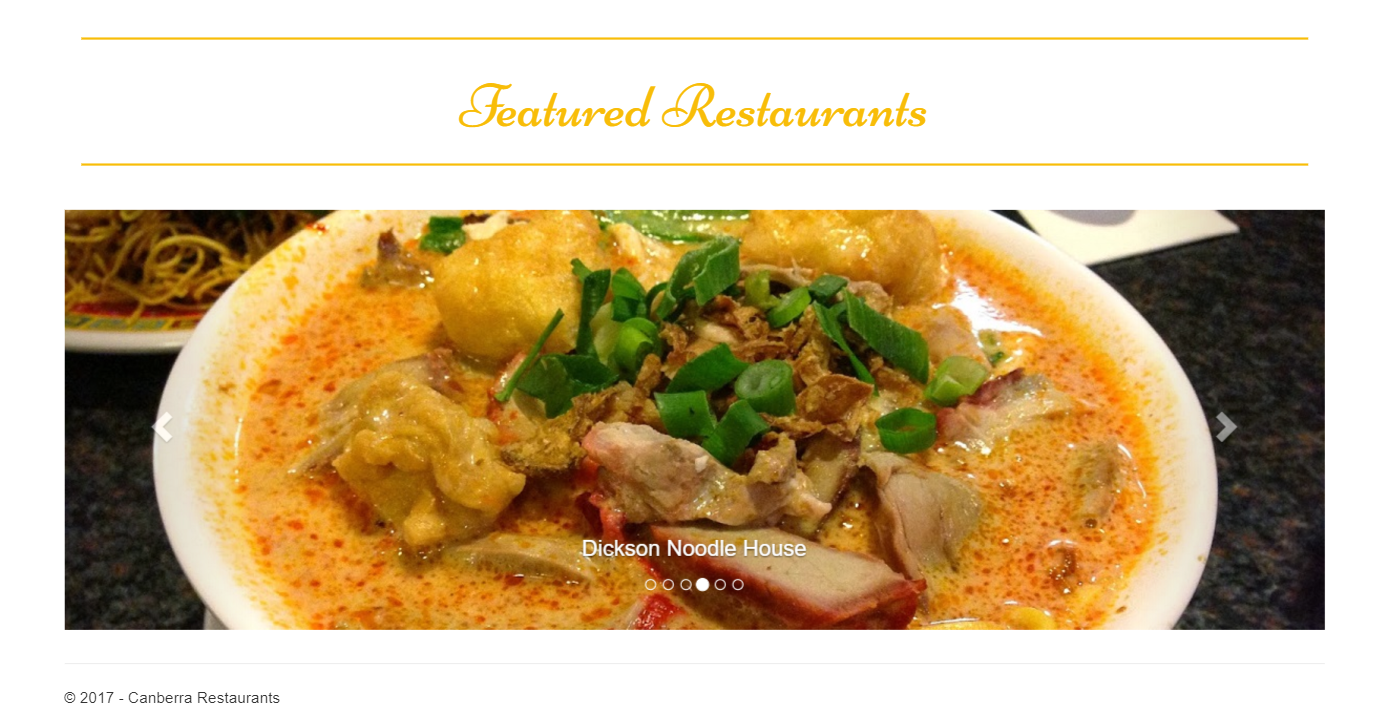 Featured Restaurants
Dickson Noodle House
© 2017 - Canberra Restaurants